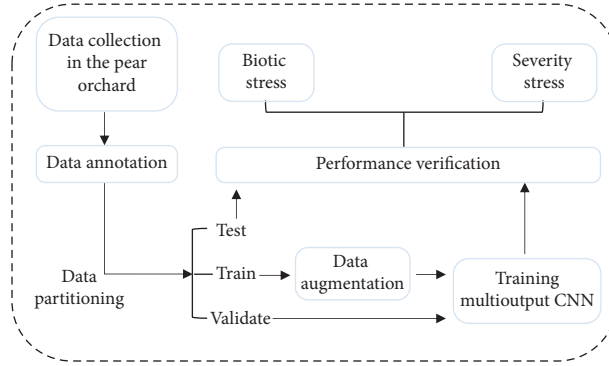 Data collection
in the pear
orchard
Biotic
stress
Severity
stress
Data annotation
Performance verification
Test
Data
partitioning
Train
Data
augmentation
Training
multioutput CNN
Validate